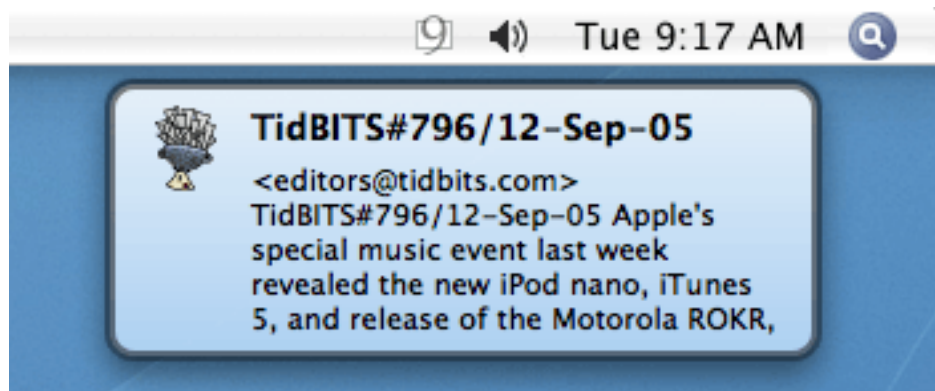 9 Tue 9:17 AM
TidBITS#796/12-Sep-05
<editors@tidbits.com>
TidBITS#796/12-Sep-05 Apple's
special music event last week
revealed the new iPod nano, iTunes
5, and release of the Motorola ROKR,